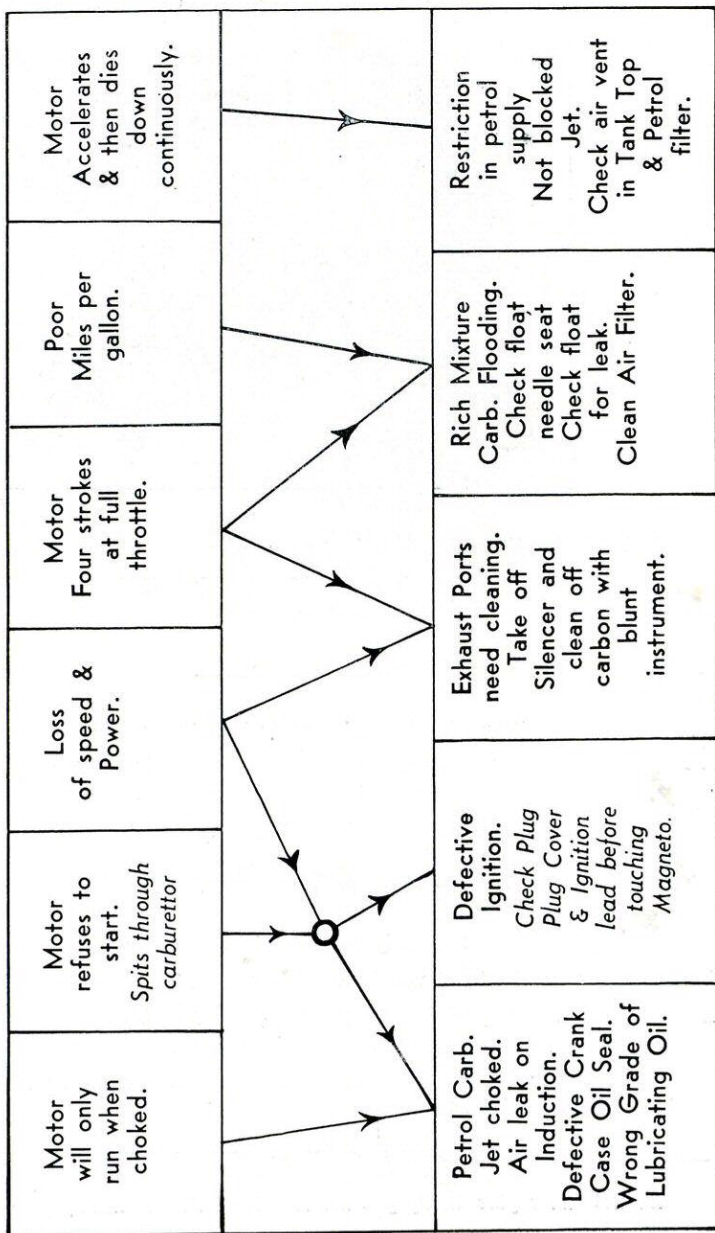 Motor
will only
run when
choked.
Motor
refuses to
start.
Spits through
carburettor
Loss
of speed &
Power.
Motor
Four strokes
at full
throttle.
Poor
Miles per
gallon.
Motor
Accelerates
& then dies
down
continuously.
Petrol Carb.
Jet choked.
Air leak on
Induction.
Defective Crank
Case Oil Seal.
Wrong Grade of
Lubricating Oil.
Defective
Ignition.
Check Plug
Plug Cover
& Ignition
lead before
touching
Magneto.
Exhaust Ports
need cleaning.
Take off
Silencer and
clean off
carbon with
blunt
instrument.
Rich Mixture
Carb. Flooding.
Check float
needle seat
Check float
for leak.
Clean Air Filter.
Restriction
in petrol
supply
Not blocked
Jet.
Check air vent
in Tank Top
& Petrol
filter.